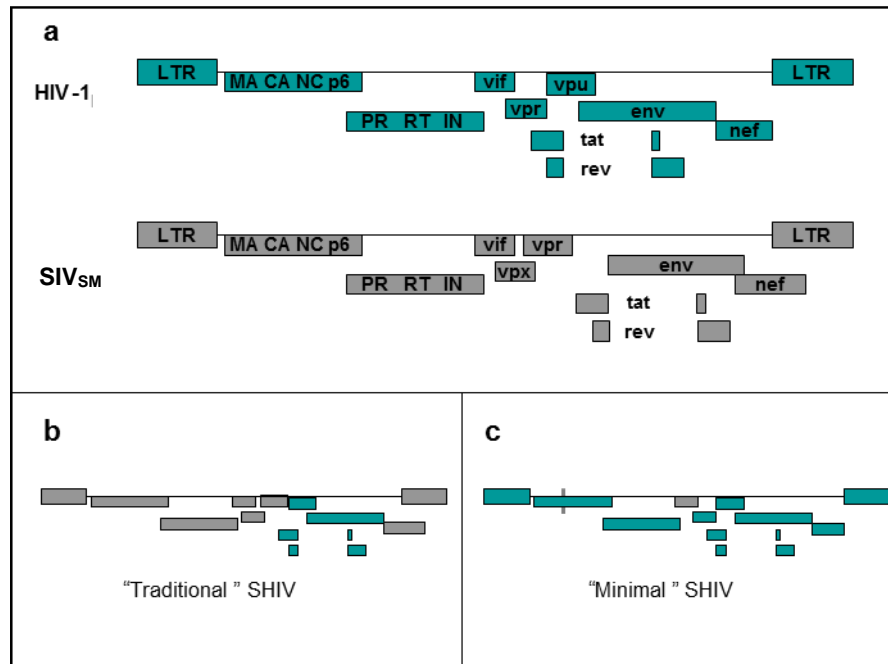 a
LTR
LTR
HIV-1
MA CA NC p6
vif
vpu
vpr
env
PR RT IN
nef
tat
rev
LTR
LTR
MA CA NC p6
vif
vpr
SIVSM
vpx
env
PR RT IN
nef
tat
rev
b
c
“Traditional ” SHIV
“Minimal ” SHIV